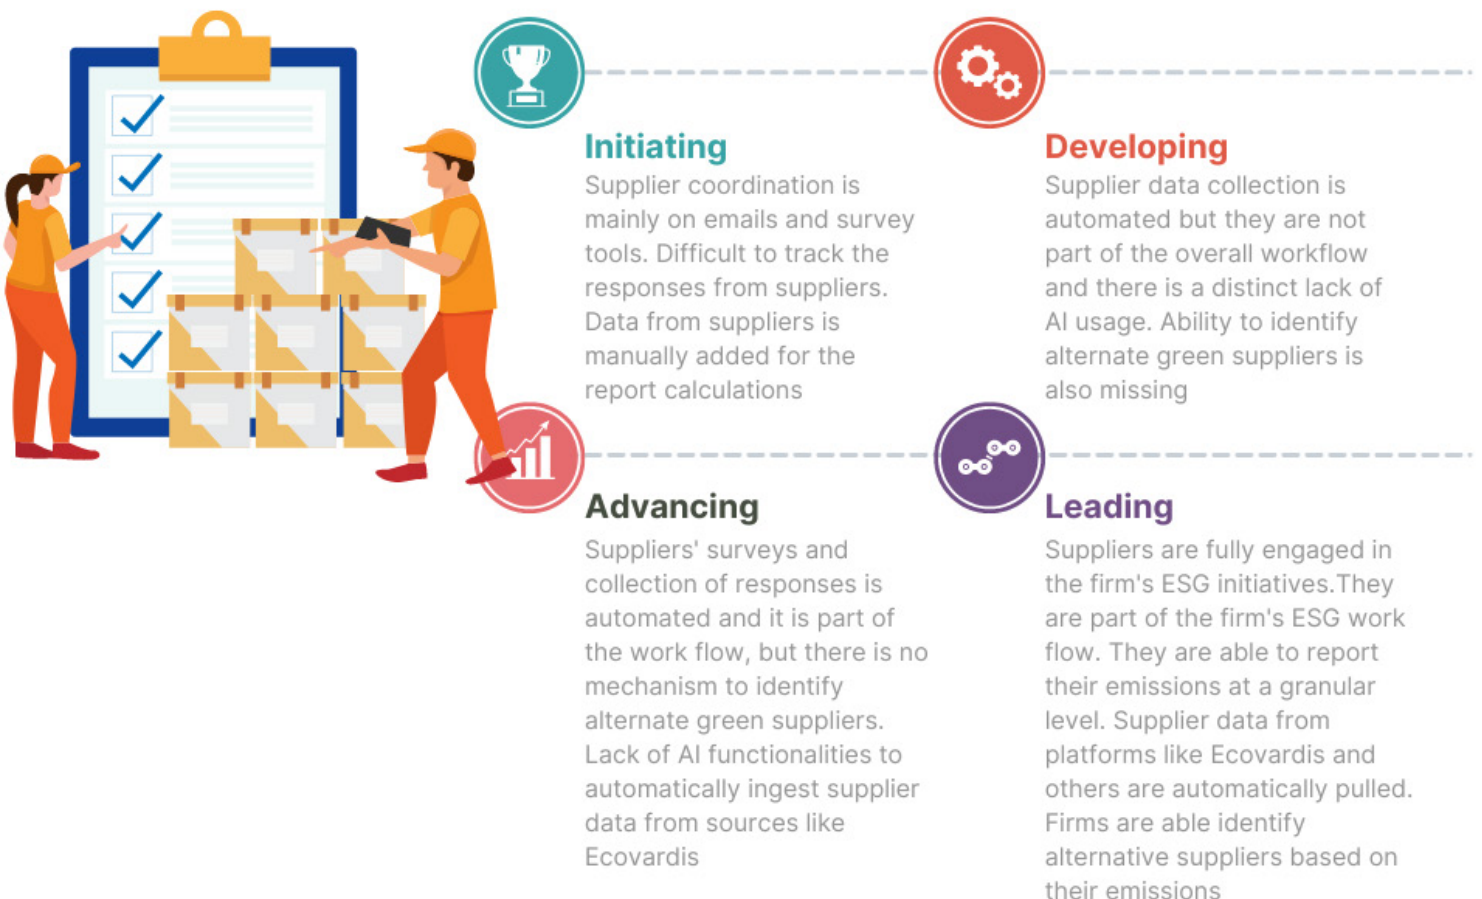 Initiating
Supplier coordination is
mainly on emails and survey
tools. Difficult to track the
responses from suppliers.
Data from suppliers is
manually added for the
report calculations
Developing
Supplier data collection is
automated but they are not
part of the overall workflow
and there is a distinct lack of
AI usage. Ability to identify
alternate green suppliers is
also missing
Advancing
Suppliers' surveys and
collection of responses is
automated and it is part of
the work flow, but there is no
mechanism to identify
alternate green suppliers.
Lack of AI functionalities to
automatically ingest supplier
data from sources like
Ecovardis
Leading
Suppliers are fully engaged in
the firm's ESG initiatives.They
are part of the firm's ESG work
flow. They are able to report
their emissions at a granular
level. Supplier data from
platforms like Ecovardis and
others are automatically pulled.
Firms are able identify
alternative suppliers based on
their emissions